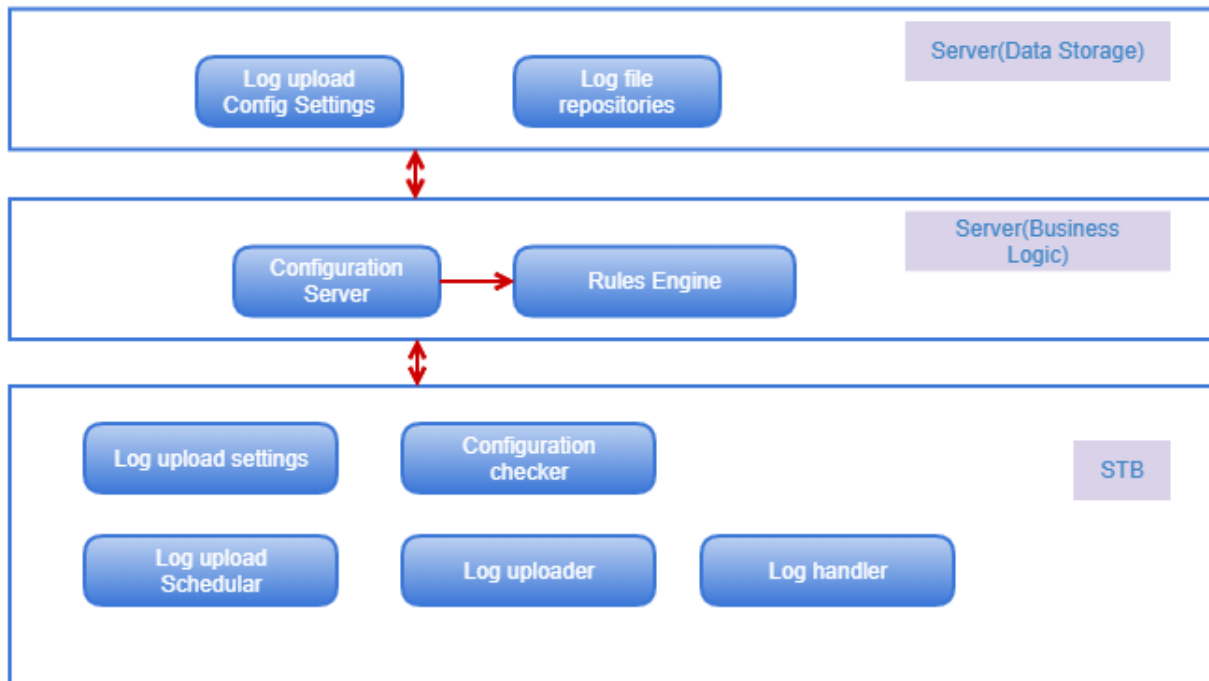 Server(Data Storage)
Log upload
Config Settings
Log file
repositories
Server(Business
Logic)
Configuration
Server
Rules Engine
Log upload settings
Configuration
checker
STB
Log upload
Schedular
Log uploader
Log handler